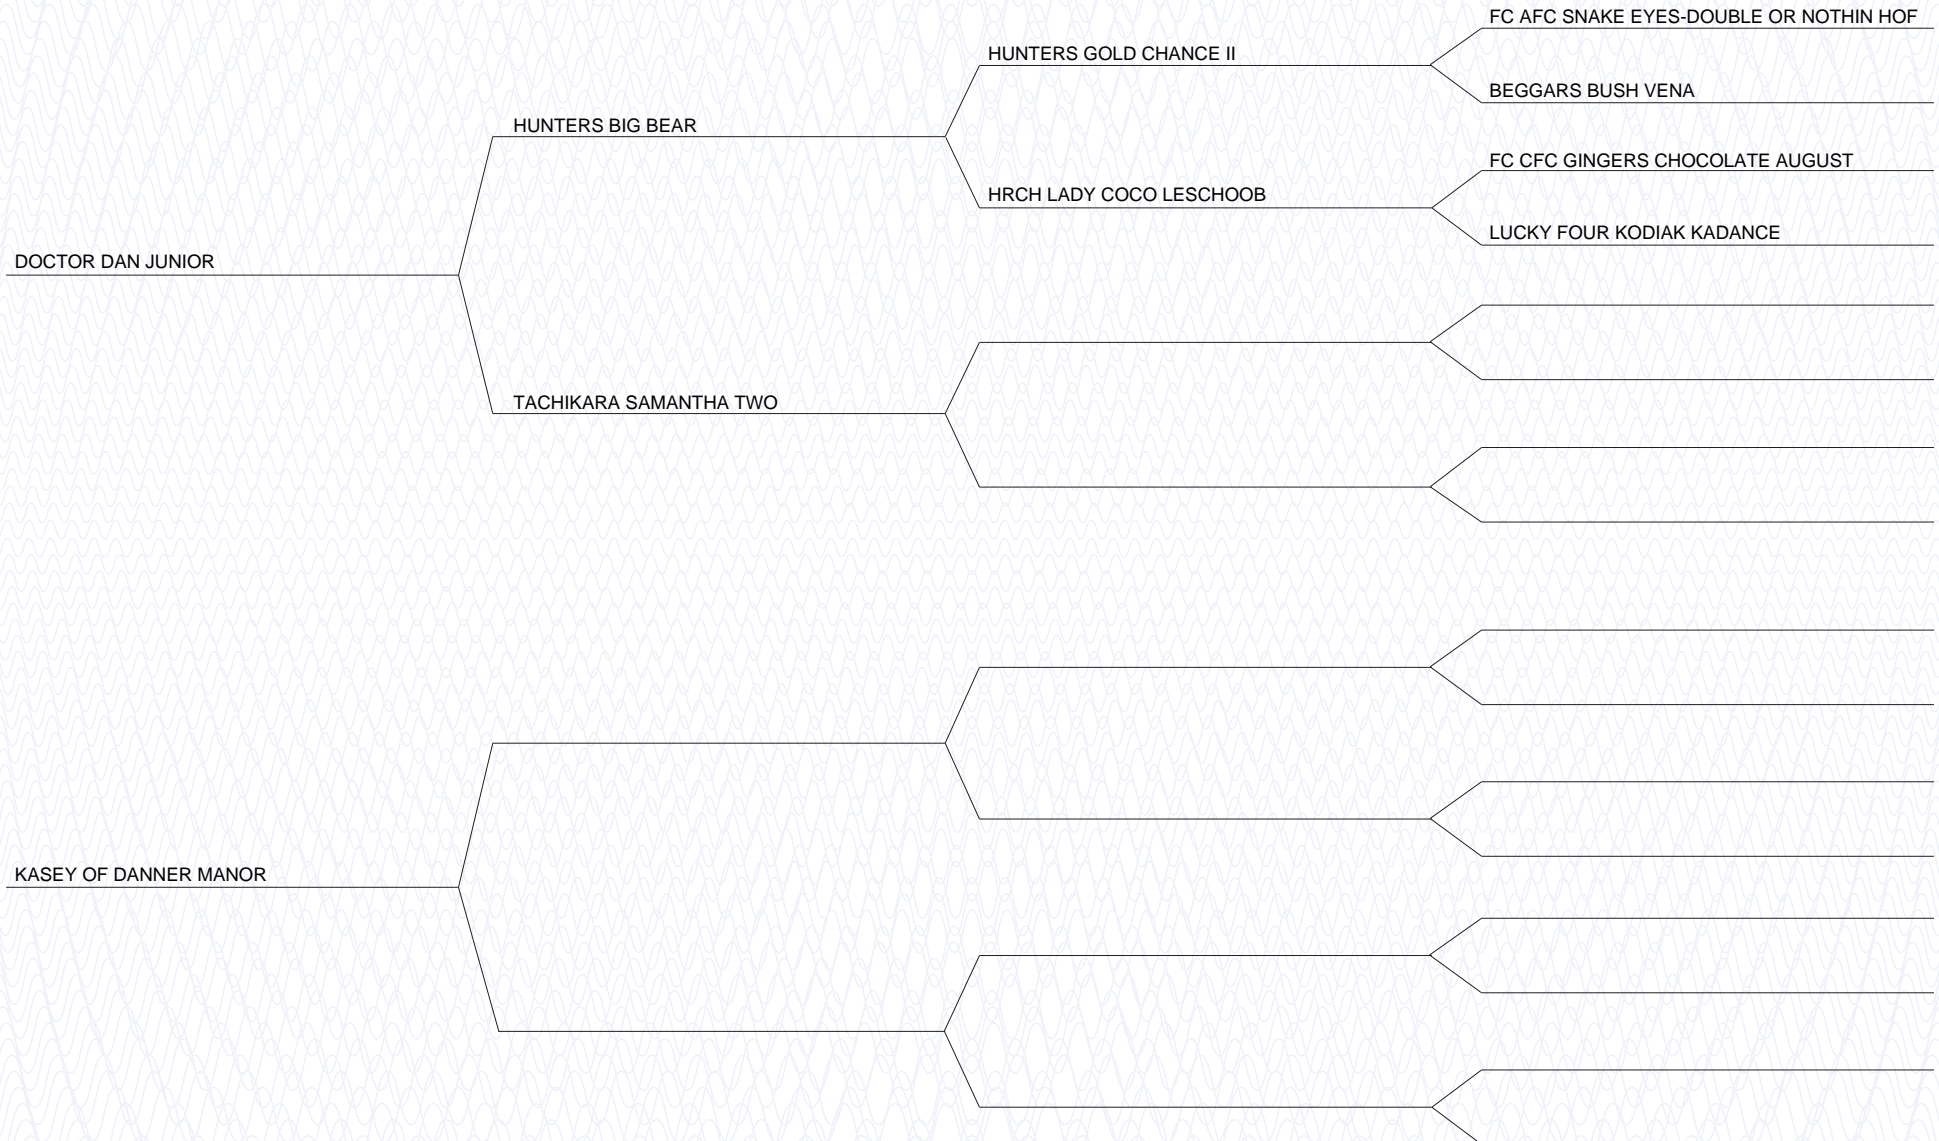 FC AFC SNAKE EYES-DOUBLE OR NOTHIN HOF
HUNTERS GOLD CHANCE II
BEGGARS BUSH VENA
HUNTERS BIG BEAR
FC CFC GINGERS CHOCOLATE AUGUST
HRCH LADY COCO LESCHOOB
LUCKY FOUR KODIAK KADANCE
DOCTOR DAN JUNIOR
TACHIKARA SAMANTHA TWO
KASEY OF DANNER MANOR